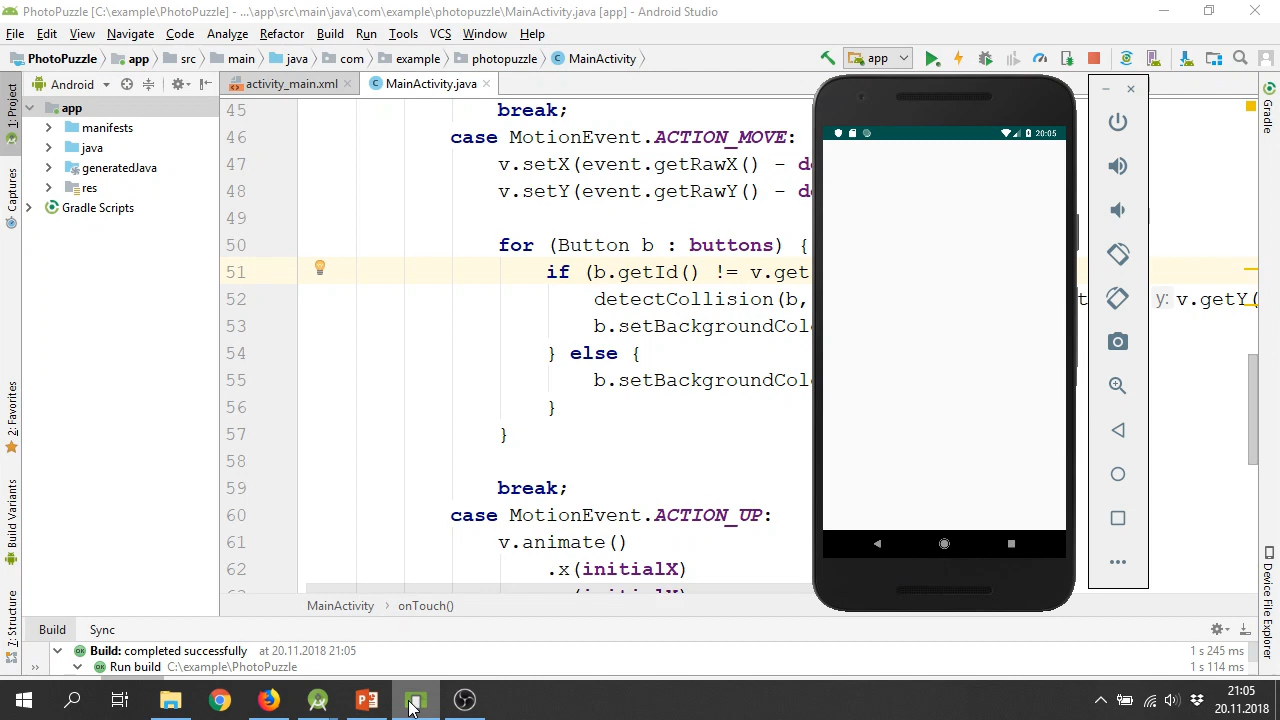 PhotoPuzzle [C:\example\PhotoPuzzle] - ...\app\src\main\java\com\example\photopuzzle\MainActivity.java [app] - Android Studio
File Edit View Navigate Code Analyze Refactor Build Run Tools VCS Window Help
PhotoPuzzle app src main java com example photopuzzle MainActivity app
Android activity_main.xml MainActivity.java
1: Project
Captures
2: Favorites
Build Variants
7: Structure
app
manifests
java
generatedJava
res
Gradle Scripts
45 break;
46 case MotionEvent.ACTION_MOVE:
47 v.setX(event.getRawX() - d
48 v.setY(event.getRawY() - d
49
50 for (Button b : buttons) {
51 if (b.getId() != v.get
52 detectCollision(b, t y: v.getY(
53 b.setBackgroundColo
54 } else {
55 b.setBackgroundColo
56 }
57 }
58
59 break;
60 case MotionEvent.ACTION_UP:
61 v.animate()
62 .x(initialX)
20:05
Gradle
Device File Explorer
MainActivity onTouch()
Build Sync
Build: completed successfully at 20.11.2018 21:05 1 s 245 ms
Run build C:\example\PhotoPuzzle 1 s 114 ms
21:05
20.11.2018